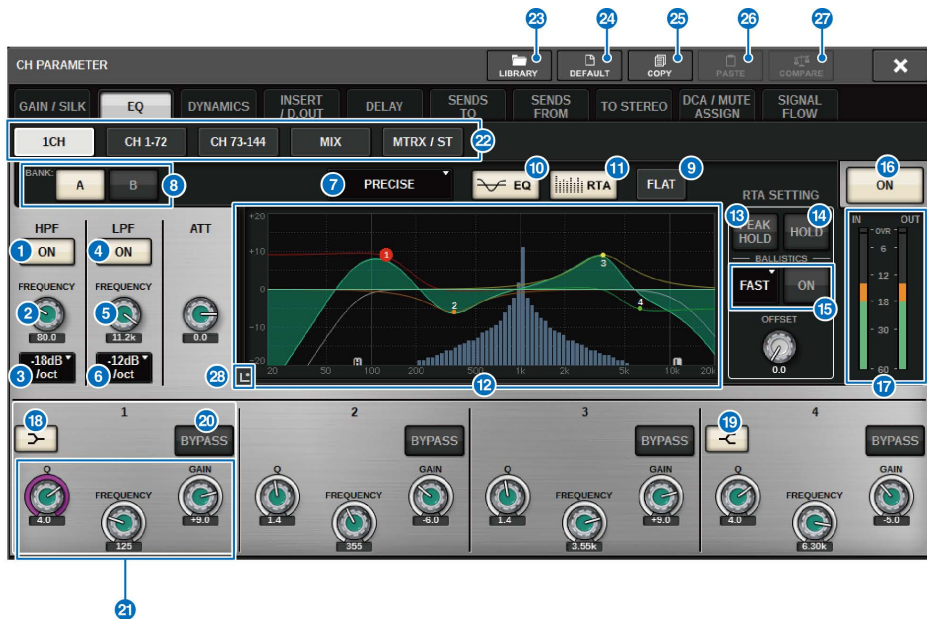 23 24 25 26 27
CH PARAMETER LIBRARY DEFAULT COPY PASTE COMPARE ×
GAIN / SILK EQ DYNAMICS INSERT / D.OUT DELAY SENDS TO SENDS FROM TO STEREO DCA / MUTE ASSIGN SIGNAL FLOW
1CH CH 1-72 CH 73-144 MIX MTRX / ST 22
BANK: A B 8 7 PRECISE 10 EQ 11 RTA 9 FLAT 16 ON
RTA SETTING
HPF LPF ATT
1 ON 4 ON
FREQUENCY FREQUENCY
2 5
80.0 11.2k 0.0
-18dB /oct -12dB /oct
3 6
+20
+10
0
-10
-20
1 2 3 4
H L
20 50 100 200 500 1k 2k 5k 10k 20k
28 12
13 PEAK HOLD 14 HOLD
BALLISTICS
FAST ON
15
OFFSET
0.0
IN OUT
OVR
6
12
18
30
60
17
1 2 3 4
18 20 BYPASS BYPASS BYPASS 19 BYPASS
Q FREQUENCY GAIN Q FREQUENCY GAIN Q FREQUENCY GAIN Q FREQUENCY GAIN
4.0 125 +9.0 1.4 355 -6.0 1.4 3.55k +9.0 4.0 6.30k -5.0
21